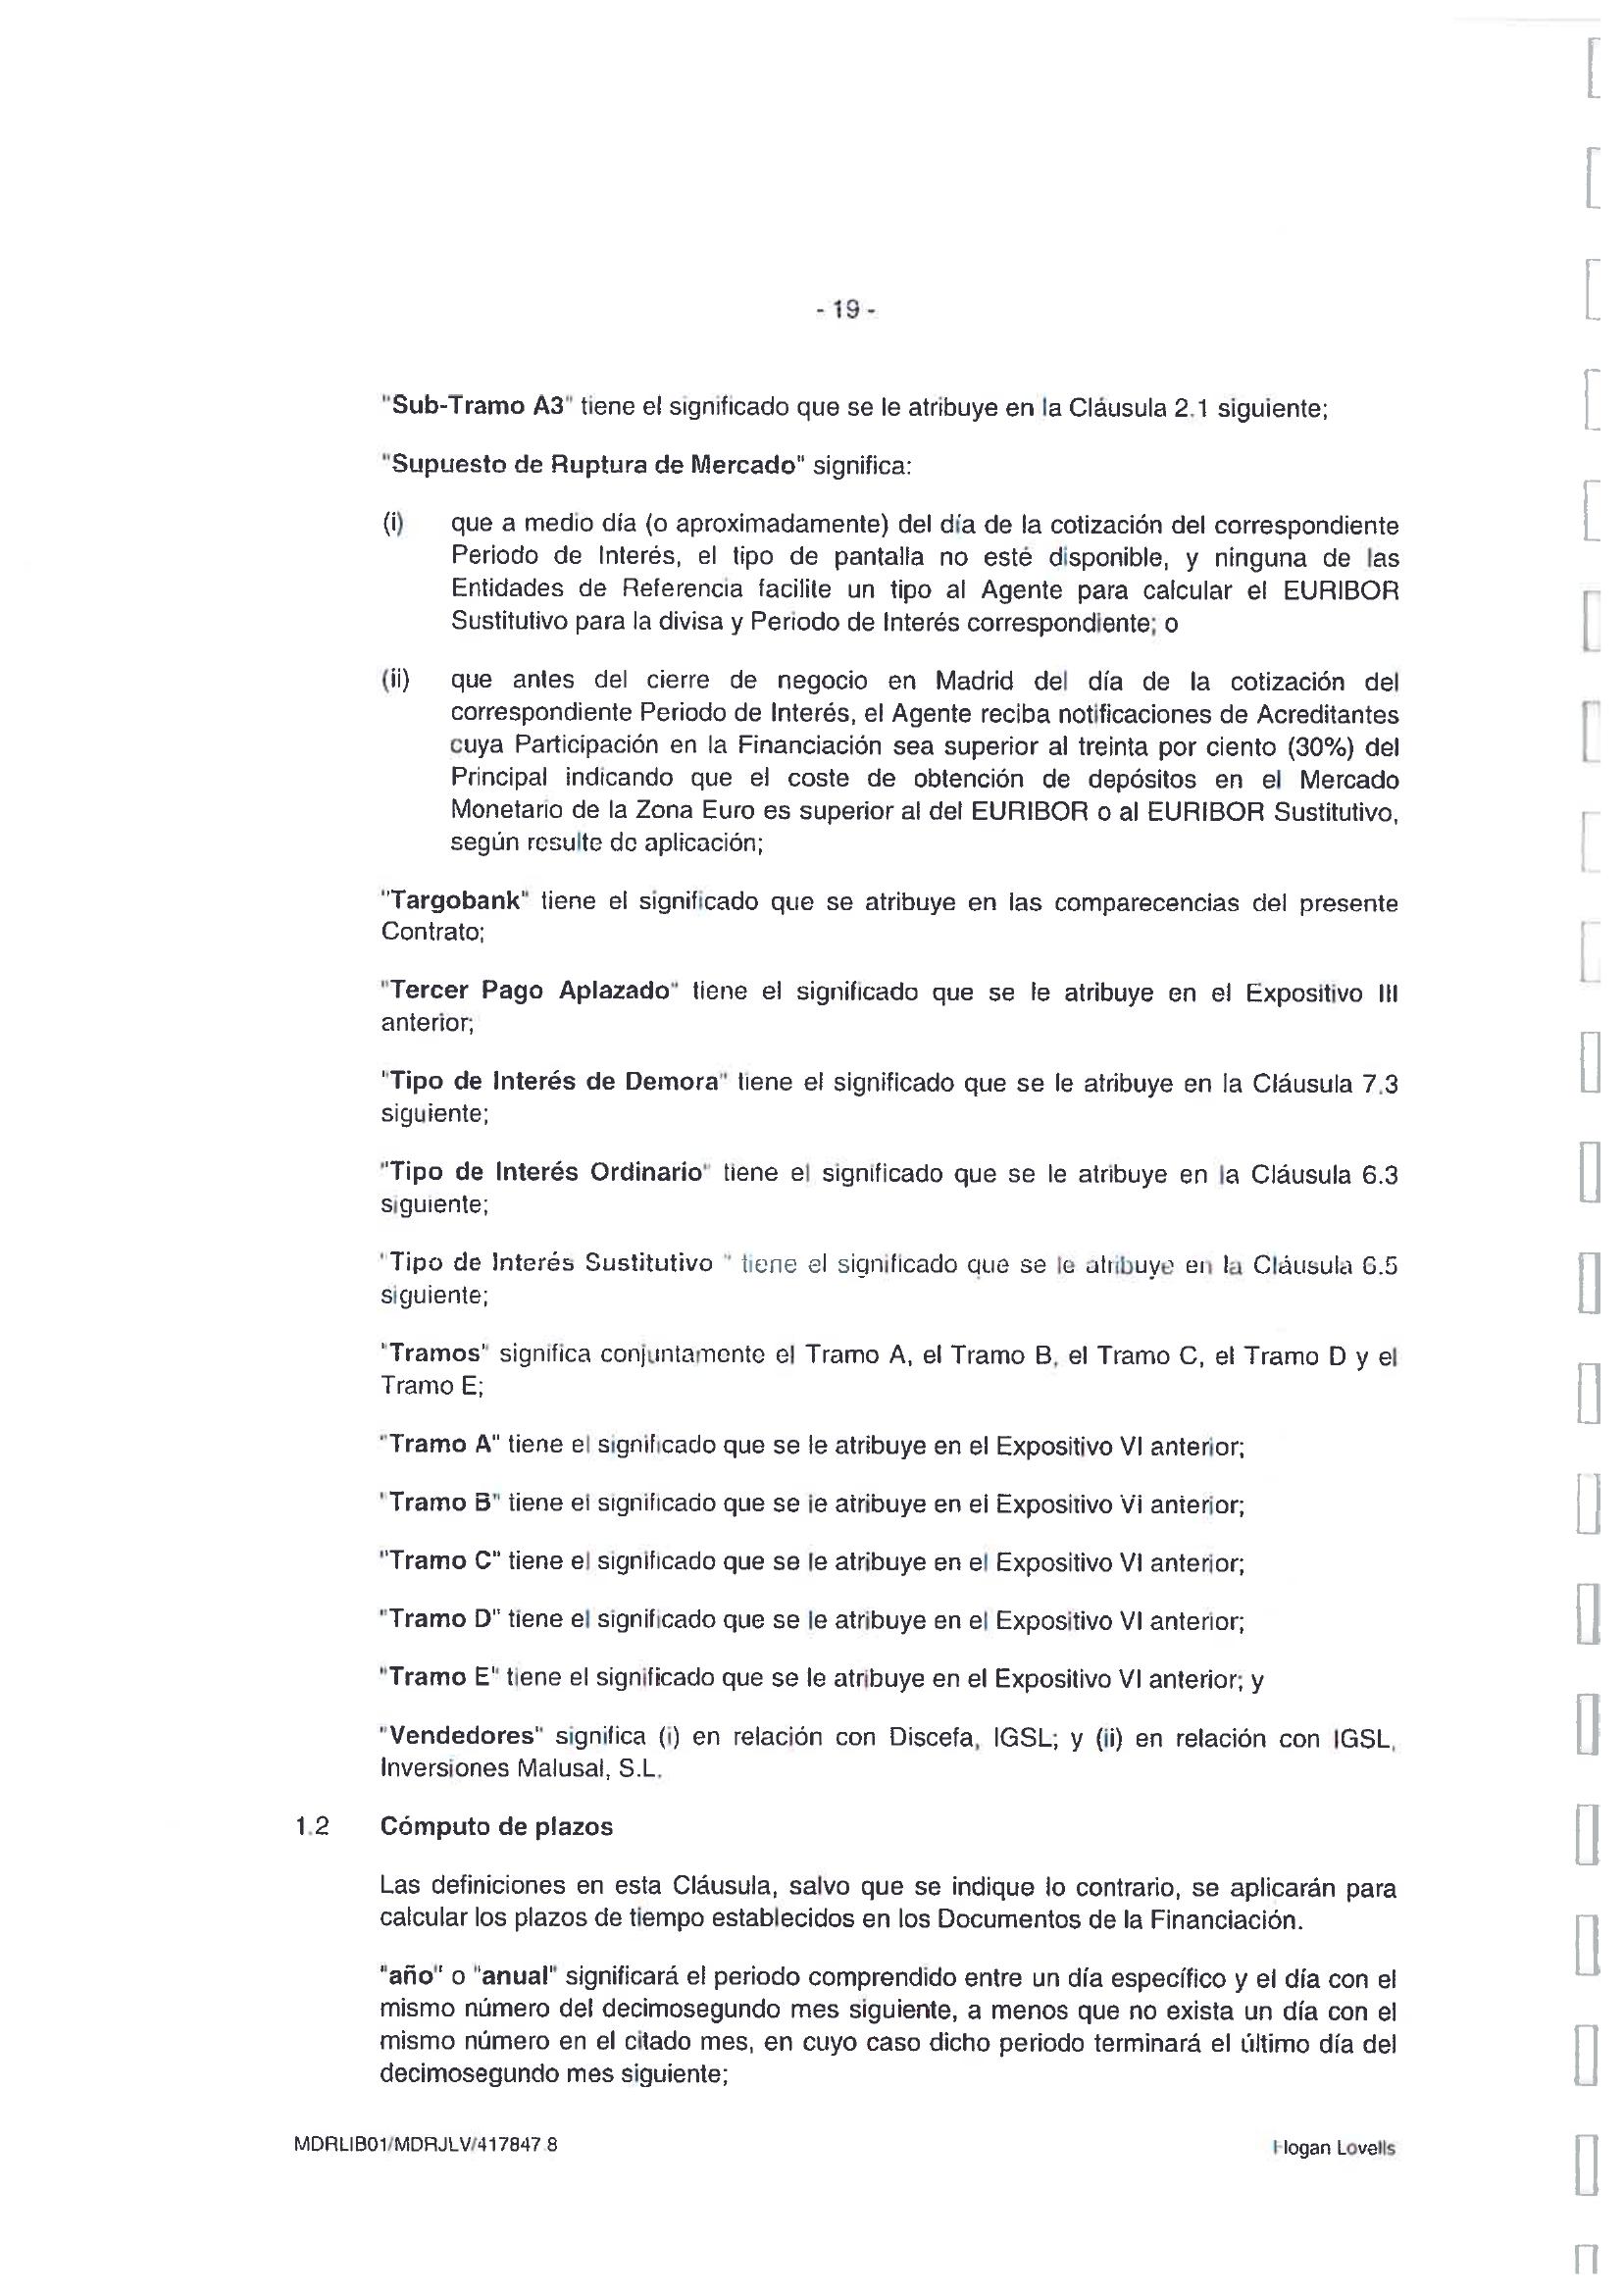 - 19 -
"Sub-Tramo A3" tiene el significado que se le atribuye en la Cláusula 2.1 siguiente;
"Supuesto de Ruptura de Mercado" significa:
(i) que a medio día (o aproximadamente) del día de la cotización del correspondiente
Periodo de Interés, el tipo de pantalla no esté disponible, y ninguna de las
Entidades de Referencia facilite un tipo al Agente para calcular el EURIBOR
Sustitutivo para la divisa y Periodo de Interés correspondiente; o
(ii) que antes del cierre de negocio en Madrid del día de la cotización del
correspondiente Periodo de Interés, el Agente reciba notificaciones de Acreditantes
cuya Participación en la Financiación sea superior al treinta por ciento (30%) del
Principal indicando que el coste de obtención de depósitos en el Mercado
Monetario de la Zona Euro es superior al del EURIBOR o al EURIBOR Sustitutivo,
según resulte de aplicación;
"Targobank" tiene el significado que se atribuye en las comparecencias del presente
Contrato;
"Tercer Pago Aplazado" tiene el significado que se le atribuye en el Expositivo III
anterior;
"Tipo de Interés de Demora" tiene el significado que se le atribuye en la Cláusula 7.3
siguiente;
"Tipo de Interés Ordinario" tiene el significado que se le atribuye en la Cláusula 6.3
siguiente;
"Tipo de Interés Sustitutivo " tiene el significado que se le atribuye en la Cláusula 6.5
siguiente;
"Tramos" significa conjuntamente el Tramo A, el Tramo B, el Tramo C, el Tramo D y el
Tramo E;
"Tramo A" tiene el significado que se le atribuye en el Expositivo VI anterior;
"Tramo B" tiene el significado que se le atribuye en el Expositivo VI anterior;
"Tramo C" tiene el significado que se le atribuye en el Expositivo VI anterior;
"Tramo D" tiene el significado que se le atribuye en el Expositivo VI anterior;
"Tramo E" tiene el significado que se le atribuye en el Expositivo VI anterior; y
"Vendedores" significa (i) en relación con Discefa, IGSL; y (ii) en relación con IGSL,
Inversiones Malusal, S.L.
1.2 Cómputo de plazos
Las definiciones en esta Cláusula, salvo que se indique lo contrario, se aplicarán para
calcular los plazos de tiempo establecidos en los Documentos de la Financiación.
"año" o "anual" significará el periodo comprendido entre un día específico y el día con el
mismo número del decimosegundo mes siguiente, a menos que no exista un día con el
mismo número en el citado mes, en cuyo caso dicho periodo terminará el último día del
decimosegundo mes siguiente;
MDRLIB01/MDRJLV/417847.8 Hogan Lovells